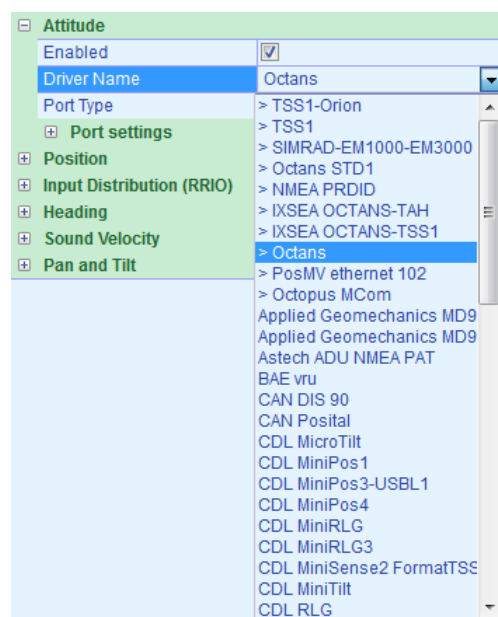 Attitude
Enabled
Driver Name Octans
Port Type
Port settings
Position
Input Distribution (RRIO)
Heading
Sound Velocity
Pan and Tilt
> TSS1-Orion
> TSS1
> SIMRAD-EM1000-EM3000
> Octans STD1
> NMEA PRDID
> IXSEA OCTANS-TAH
> IXSEA OCTANS-TSS1
> Octans
> PosMV ethernet 102
> Octopus MCom
Applied Geomechanics MD9
Applied Geomechanics MD9
Astech ADU NMEA PAT
BAE vru
CAN DIS 90
CAN Posital
CDL MicroTilt
CDL MiniPos1
CDL MiniPos3-USBL1
CDL MiniPos4
CDL MiniRLG
CDL MiniRLG3
CDL MiniSense2 FormatTSS
CDL MiniTilt
CDL RLG